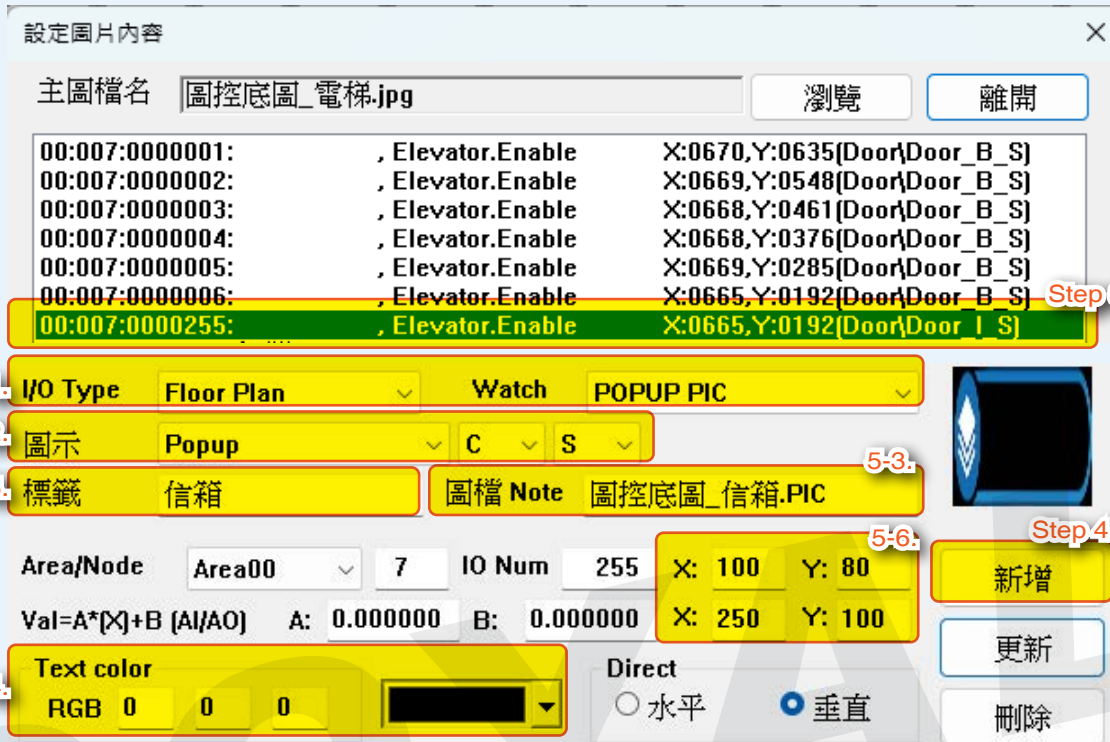 設定圖片內容
主圖檔名 圖控底圖_電梯.jpg 瀏覽 離開
00:007:0000001: , Elevator.Enable X:0670,Y:0635(Door\Door_B_S)
00:007:0000002: , Elevator.Enable X:0669,Y:0548(Door\Door_B_S)
00:007:0000003: , Elevator.Enable X:0668,Y:0461(Door\Door_B_S)
00:007:0000004: , Elevator.Enable X:0668,Y:0376(Door\Door_B_S)
00:007:0000005: , Elevator.Enable X:0669,Y:0285(Door\Door_B_S)
00:007:0000006: , Elevator.Enable X:0665,Y:0192(Door\Door_B_S)
Step
00:007:0000255: , Elevator.Enable X:0665,Y:0192(Door\Door_I_S)
I/O Type Floor Plan Watch POPUP PIC
圖示 Popup C S
5-3.
標籤 信箱 圖檔 Note 圖控底圖_信箱.PIC
5-6. Step 4
Area/Node Area00 7 IO Num 255 X: 100 Y: 80 新增
Val=A*(X)+B (AI/AO) A: 0.000000 B: 0.000000 X: 250 Y: 100
更新
Text color Direct
RGB 0 0 0 水平 垂直 刪除